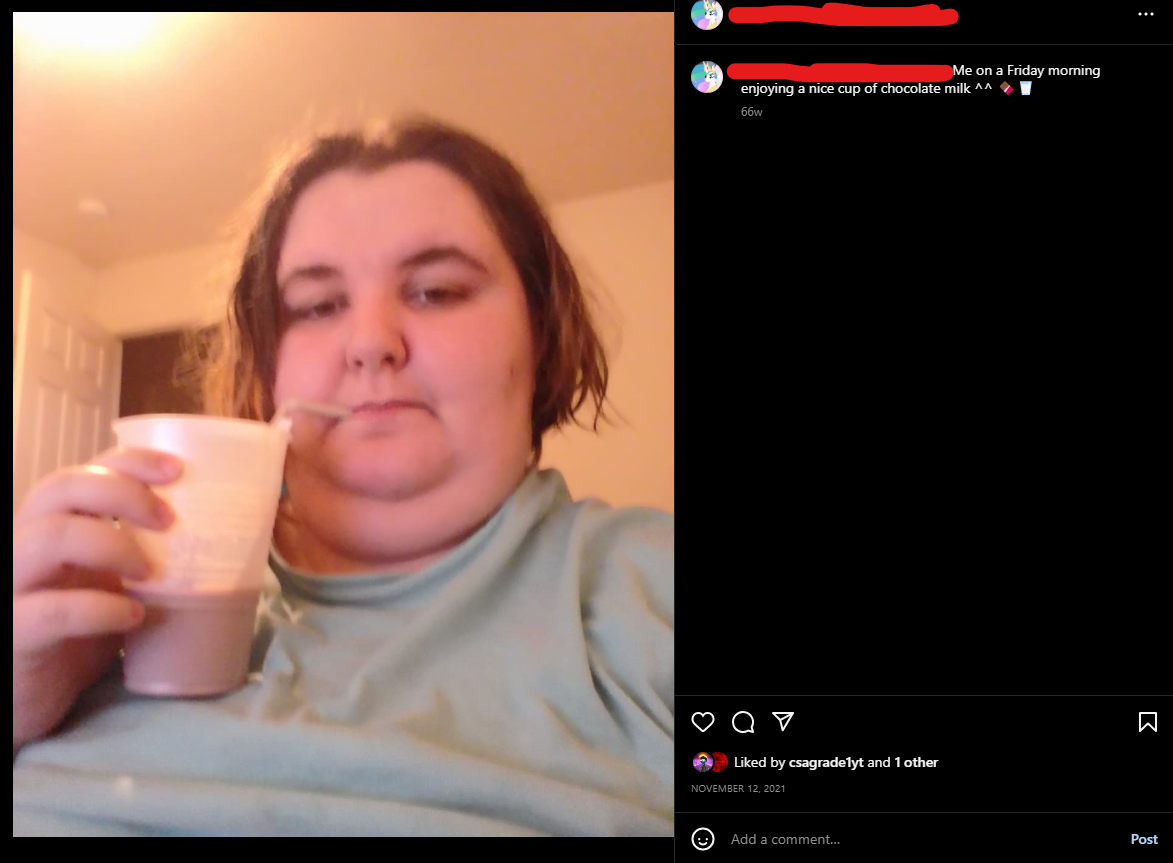 Me on a Friday morning
enjoying a nice cup of chocolate milk ^^ 🍫 🥛
66w
Liked by csagrade1yt and 1 other
NOVEMBER 12, 2021
Add a comment...
Post